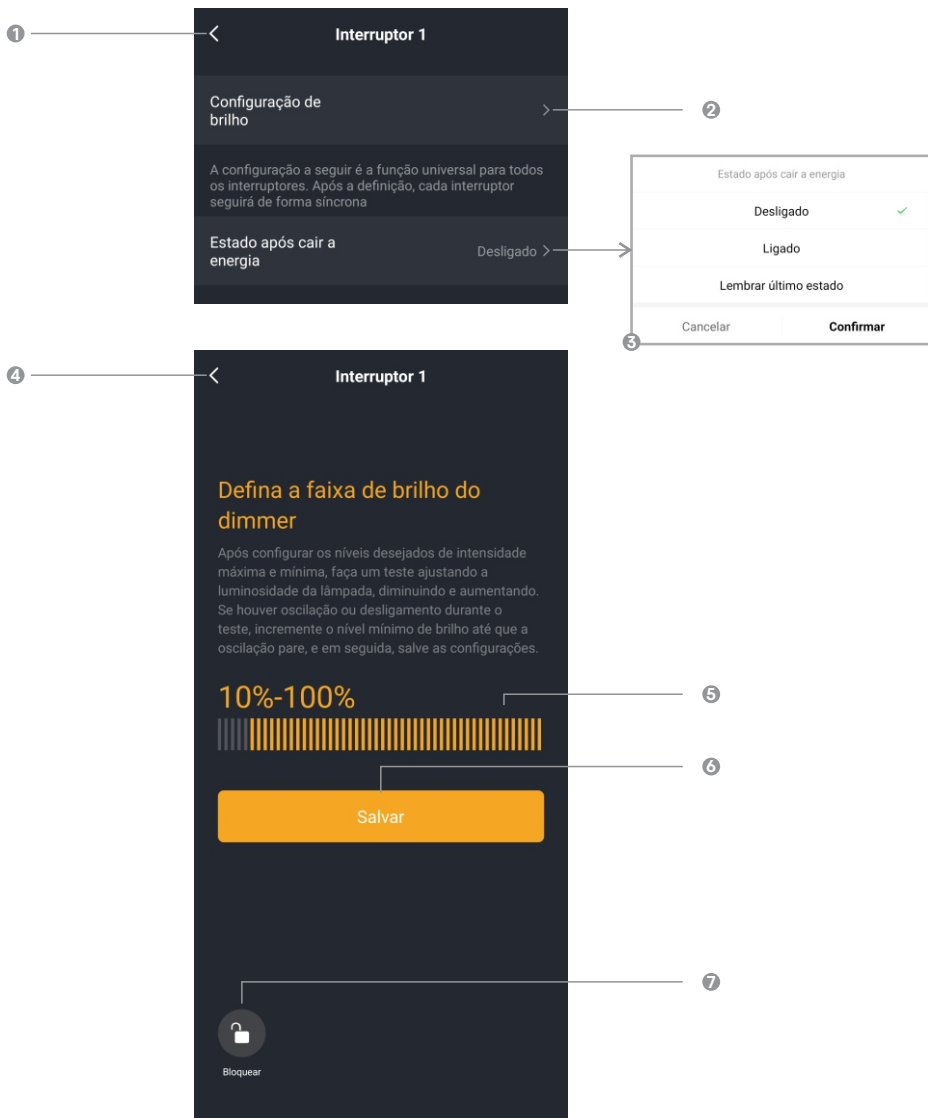 1
Interruptor 1
Configuração de
brilho
2
A configuração a seguir é a função universal para todos
os interruptores. Após a definição, cada interruptor
seguirá de forma síncrona
Estado após cair a
energia
Desligado
Estado após cair a energia
Desligado
Ligado
Lembrar último estado
Cancelar
Confirmar
3
4
Interruptor 1
Defina a faixa de brilho do
dimmer
Após configurar os níveis desejados de intensidade
máxima e mínima, faça um teste ajustando a
luminosidade da lâmpada, diminuindo e aumentando.
Se houver oscilação ou desligamento durante o
teste, incremente o nível mínimo de brilho até que a
oscilação pare, e em seguida, salve as configurações.
10%-100%
5
6
Salvar
7
Bloquear